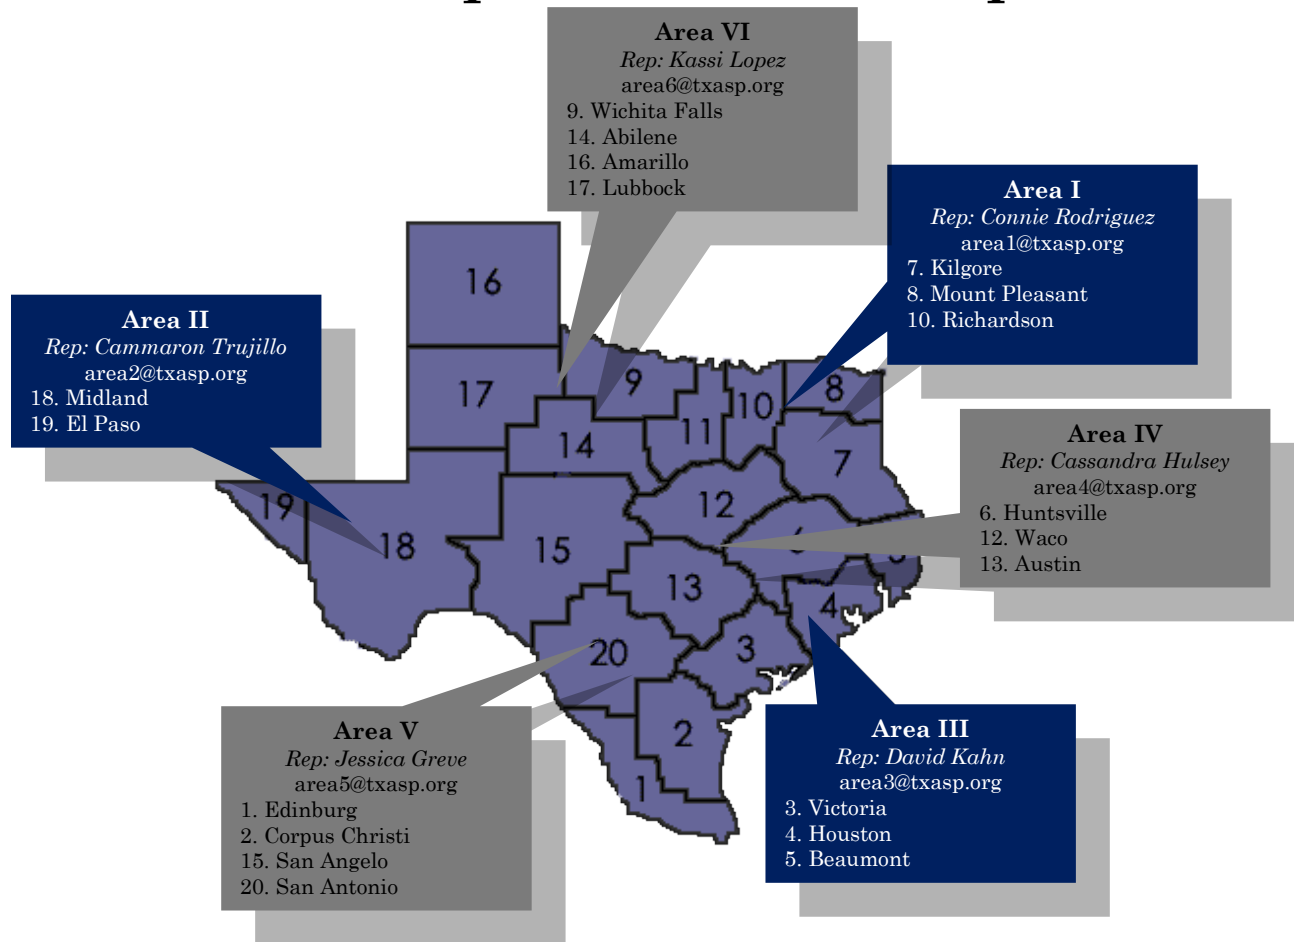 Area VI
Rep: Kassi Lopez
area6@txasp.org
9. Wichita Falls
14. Abilene
16. Amarillo
17. Lubbock
Area I
Rep: Connie Rodriguez
area1@txasp.org
7. Kilgore
8. Mount Pleasant
10. Richardson
Area II
Rep: Cammaron Trujillo
area2@txasp.org
18. Midland
19. El Paso
Area IV
Rep: Cassandra Hulsey
area4@txasp.org
6. Huntsville
12. Waco
13. Austin
Area V
Rep: Jessica Greve
area5@txasp.org
1. Edinburg
2. Corpus Christi
15. San Angelo
20. San Antonio
Area III
Rep: David Kahn
area3@txasp.org
3. Victoria
4. Houston
5. Beaumont
16
17
9
8
10
11
14
7
12
19
18
15
6
5
13
4
20
3
2
1